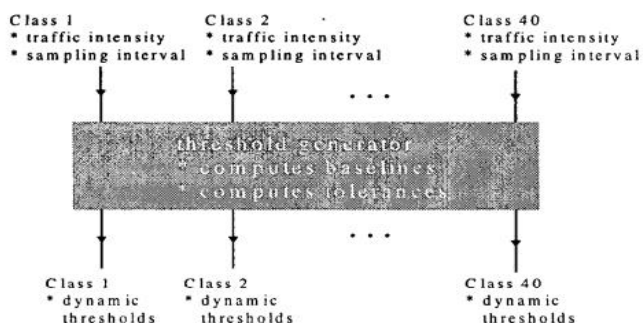 Class 1
* traffic intensity
* sampling interval
Class 2
* traffic intensity
* sampling interval
Class 40
* traffic intensity
* sampling interval
. . .
threshold generator
* computes baselines
* computes tolerances
. . .
Class 1
* dynamic
thresholds
Class 2
* dynamic
thresholds
Class 40
* dynamic
thresholds